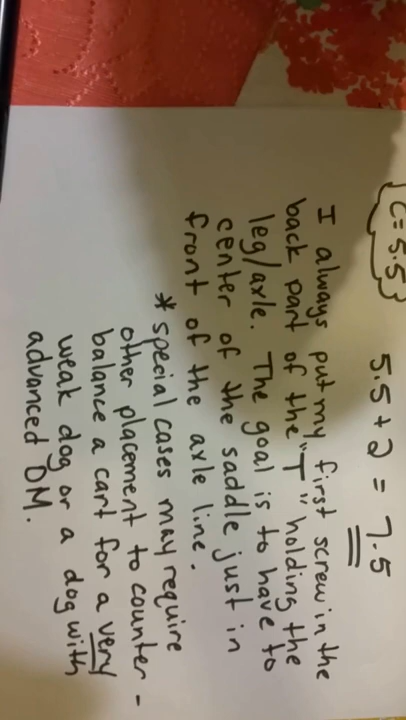 C = 5.5
5.5 + 2 = 7.5
I always put my first screw in the
back part of the "T" holding the
leg/axle. The goal is to have to
center of the saddle just in
front of the axle line.
* special cases may require
other placement to counter-
balance a cart for a very
weak dog or a dog with
advanced DM.